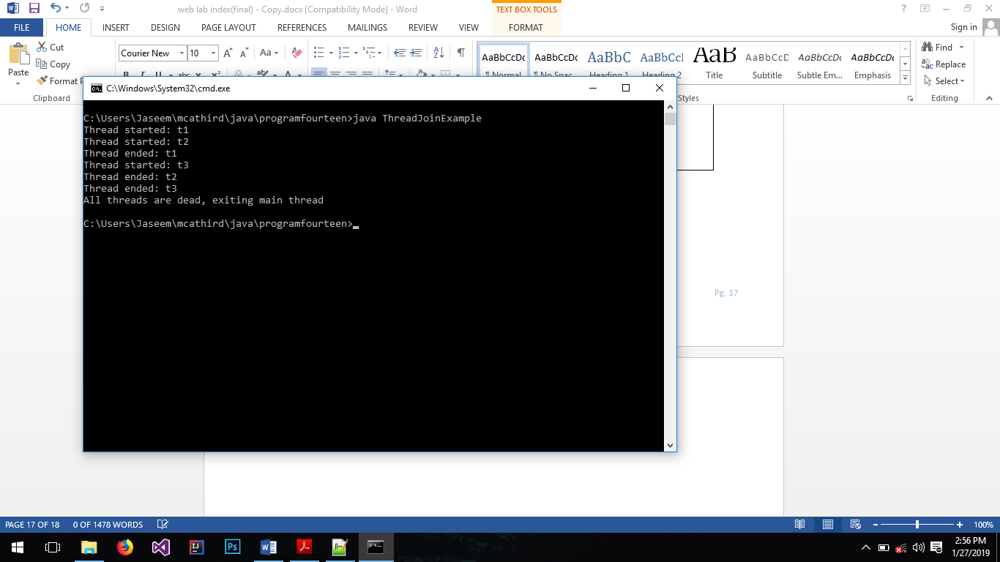 web lab index(final) - Copy.docx [Compatibility Mode] - Word
TEXT BOX TOOLS
FILE HOME INSERT DESIGN PAGE LAYOUT REFERENCES MAILINGS REVIEW VIEW FORMAT
Sign in
Paste
Cut
Copy
Format
Clipboard
Courier New 10
AaBbCcDc AaBbCcDc AaBbC AaBbCcI AaB AaBbCcD AaBbCcDc AaBbCcDc
¶ Normal ¶ No Spac... Heading 1 Heading 2 Title Subtitle Subtle Em... Emphasis
Styles
Find
Replace
Select
Editing
C:\Windows\System32\cmd.exe
C:\Users\Jaseem\mcathird\java\programfourteen>java ThreadJoinExample
Thread started: t1
Thread started: t2
Thread ended: t1
Thread started: t3
Thread ended: t2
Thread ended: t3
All threads are dead, exiting main thread
C:\Users\Jaseem\mcathird\java\programfourteen>
Pg. 17
PAGE 17 OF 18 0 OF 1478 WORDS
100%
2:56 PM
1/27/2019